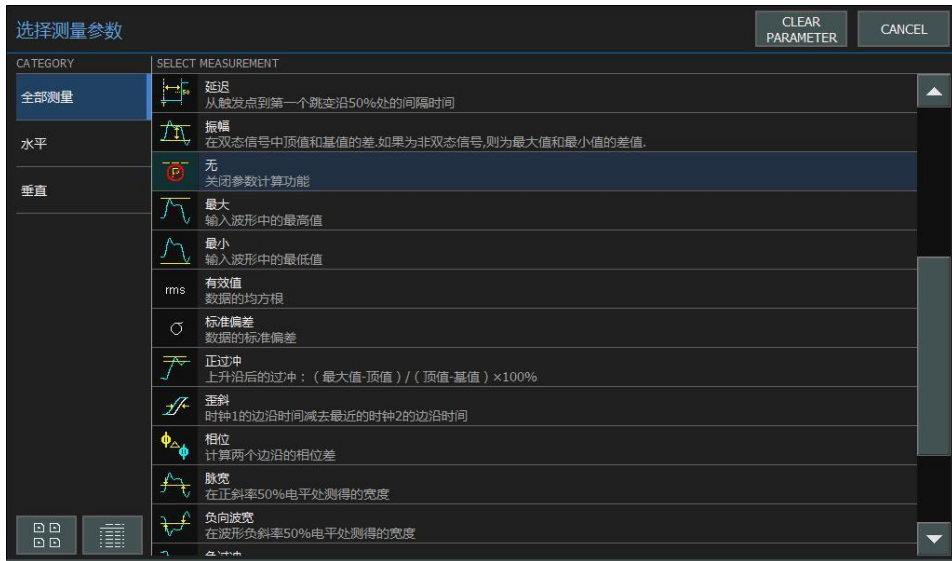 选择测量参数
CLEAR
PARAMETER
CANCEL
CATEGORY
SELECT MEASUREMENT
全部测量
水平
垂直
延迟
从触发点到第一个跳变沿50%处的间隔时间
振幅
在双态信号中顶值和基值的差.如果为非双态信号,则为最大值和最小值的差值.
P
无
关闭参数计算功能
最大
输入波形中的最高值
最小
输入波形中的最低值
rms
有效值
数据的均方根
σ
标准偏差
数据的标准偏差
正过冲
上升沿后的过冲：（最大值-顶值）/（顶值-基值）×100%
歪斜
时钟1的边沿时间减去最近的时钟2的边沿时间
Φ△Φ
相位
计算两个边沿的相位差
脉宽
在正斜率50%电平处测得的宽度
负向波宽
在波形负斜率50%电平处测得的宽度